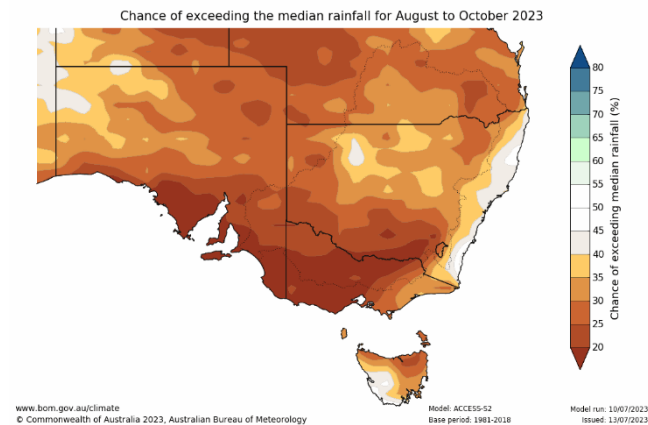 Chance of exceeding the median rainfall for August to October 2023
80
75
70
65
60
55
50
45
40
35
30
25
20
Chance of exceeding median rainfall (%)
www.bom.gov.au/climate
© Commonwealth of Australia 2023, Australian Bureau of Meteorology
Model: ACCESS-S2
Base period: 1981-2018
Model run: 10/07/2023
Issued: 13/07/2023